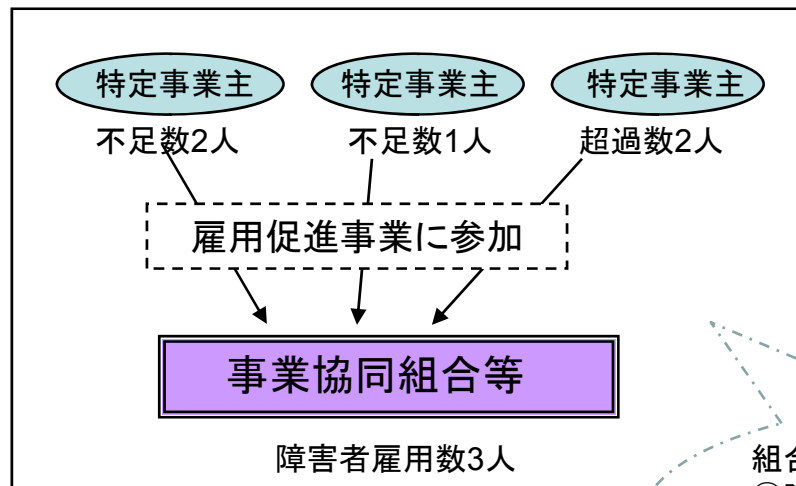 特定事業主 特定事業主 特定事業主
不足数2人 不足数1人 超過数2人
雇用促進事業に参加
事業協同組合等
障害者雇用数3人
組合